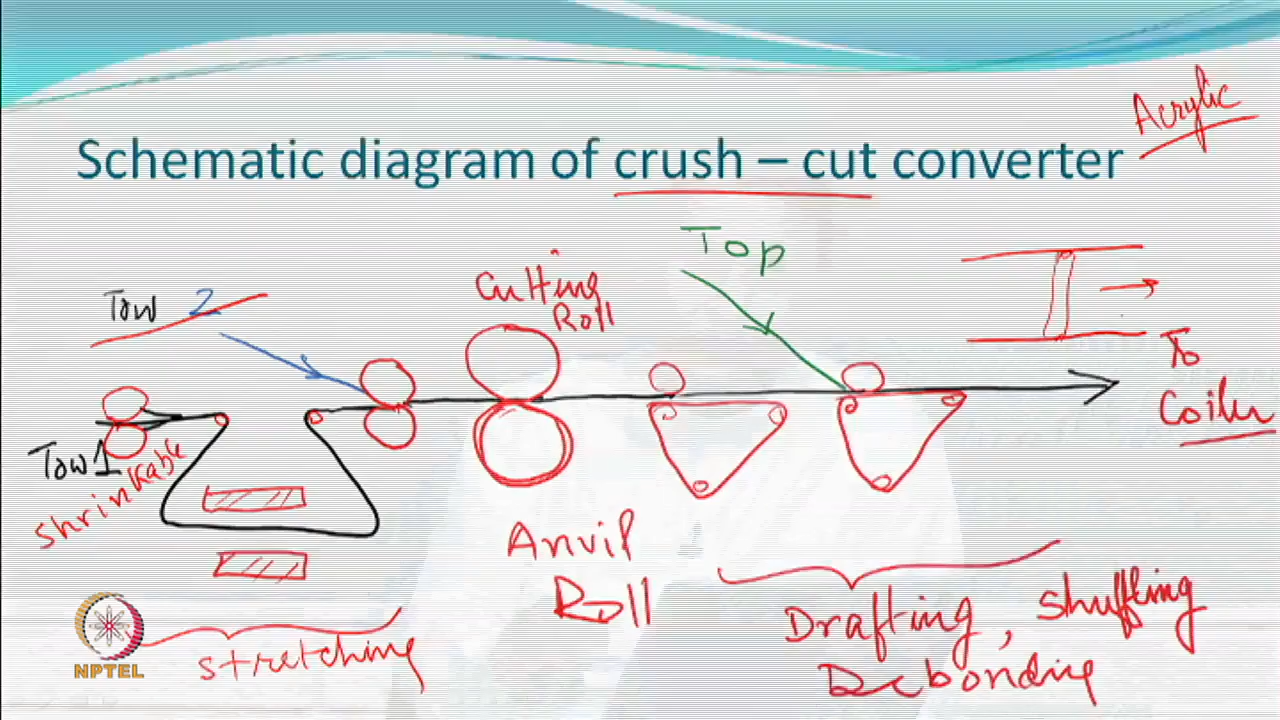 Acrylic
Schematic diagram of crush – cut converter
Top
Tow 2
Cutting
Roll
To
Coiler
Tow 1
shrinkable
Anvil
Roll
Drafting, shuffling
Debonding
stretching
NPTEL